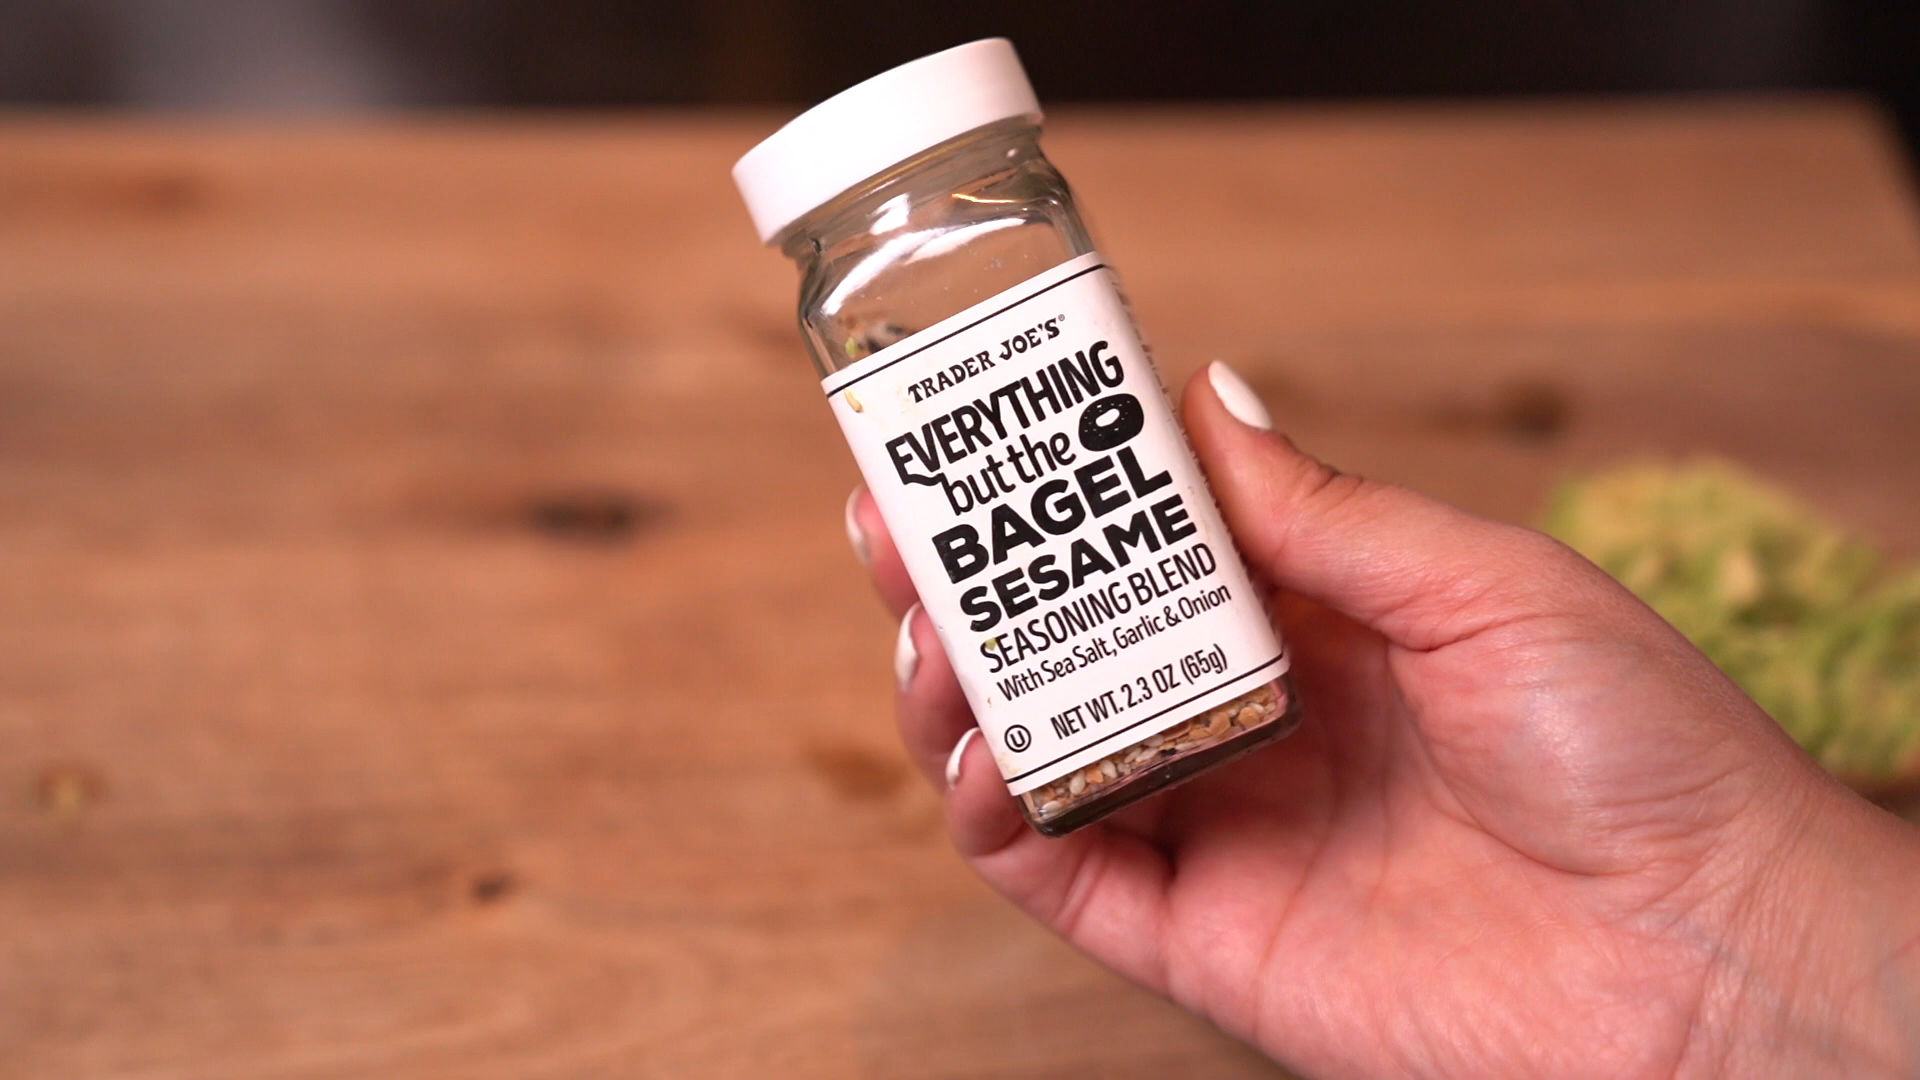 TRADER JOE'S®
EVERYTHING
but the
BAGEL
SESAME
SEASONING BLEND
With Sea Salt, Garlic & Onion
NET WT. 2.3 OZ (65g)
U